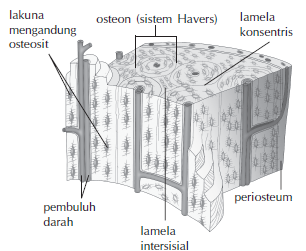 lakuna
mengandung
osteosit
osteon (sistem Havers)
lamela
konsentris
pembuluh
darah
lamela
intersisial
periosteum